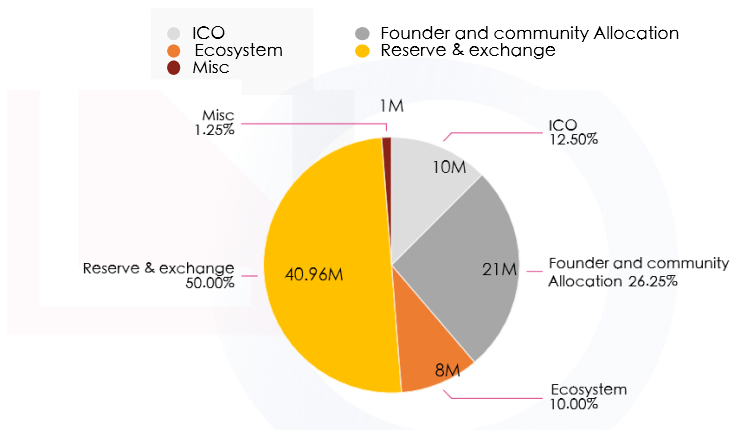 ICO
Founder and community Allocation
Ecosystem
Reserve & exchange
Misc
1M
Misc
1.25%
ICO
12.50%
10M
Reserve & exchange
50.00%
40.96M
21M
Founder and community
Allocation 26.25%
8M
Ecosystem
10.00%